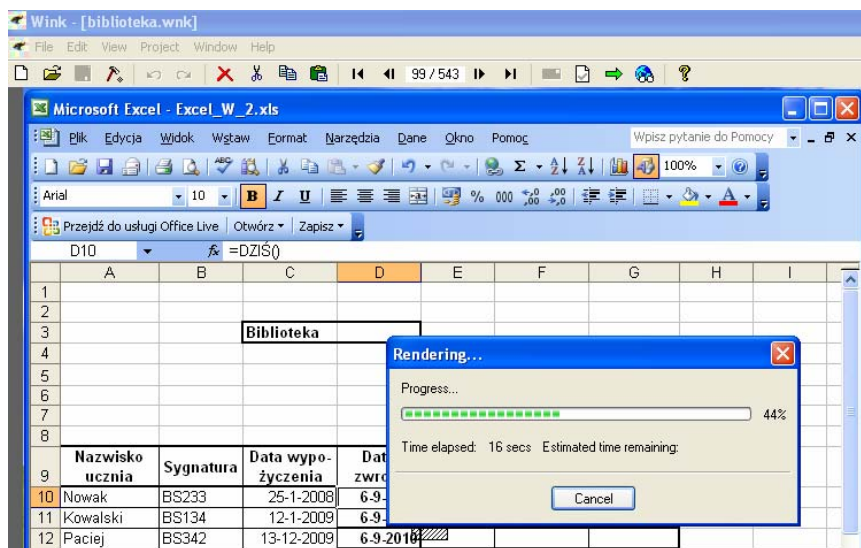 Wink - [biblioteka.wnk]
File Edit View Project Window Help
99 / 543
Microsoft Excel - Excel_W_2.xls
Plik Edycja Widok Wstaw Format Narzędzia Dane Okno Pomoc Wpisz pytanie do Pomocy
Σ 100%
Arial 10 B I U % 000 A
Przejdź do usługi Office Live Otwórz Zapisz
D10 fx =DZIŚ()
A B C D E F G H I
1
2
3 Biblioteka
4
5
6
7
8
9 Nazwisko ucznia Sygnatura Data wypo-życzenia Dat zwro
10 Nowak BS233 25-1-2008 6-9-
11 Kowalski BS134 12-1-2009 6-9-
12 Paciej BS342 13-12-2009 6-9-2010
Rendering...
Progress...
44%
Time elapsed: 16 secs Estimated time remaining:
Cancel